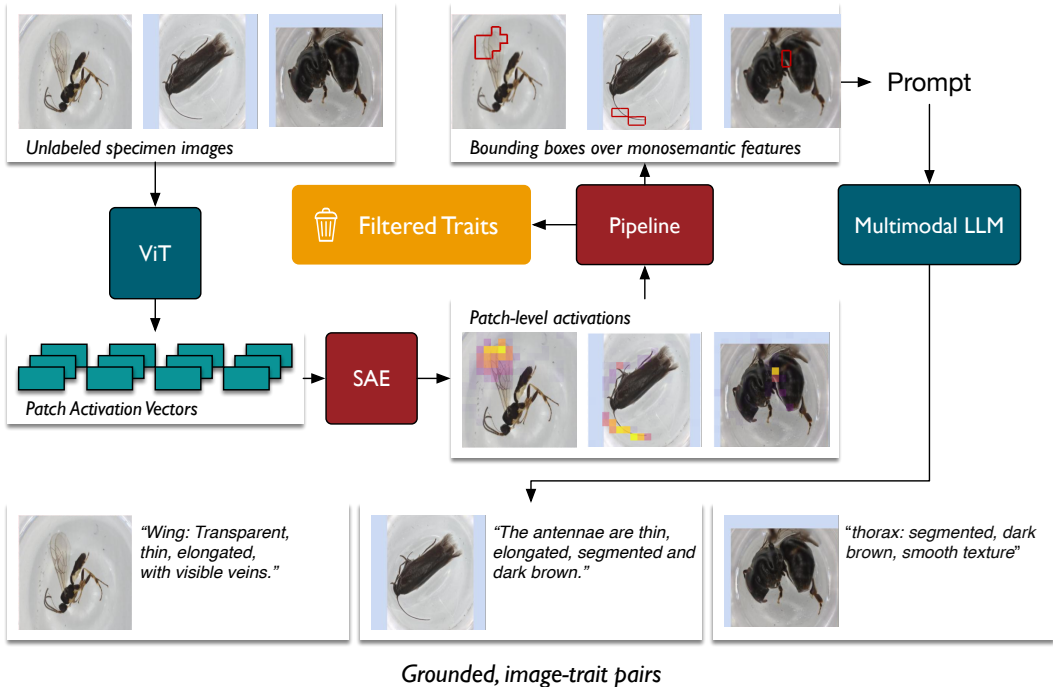 Unlabeled specimen images
Bounding boxes over monosemantic features
Prompt
ViT
Filtered Traits
Pipeline
Multimodal LLM
Patch Activation Vectors
SAE
Patch-level activations
“Wing: Transparent,
thin, elongated,
with visible veins.”
“The antennae are thin,
elongated, segmented and
dark brown.”
“thorax: segmented, dark
brown, smooth texture”
Grounded, image-trait pairs